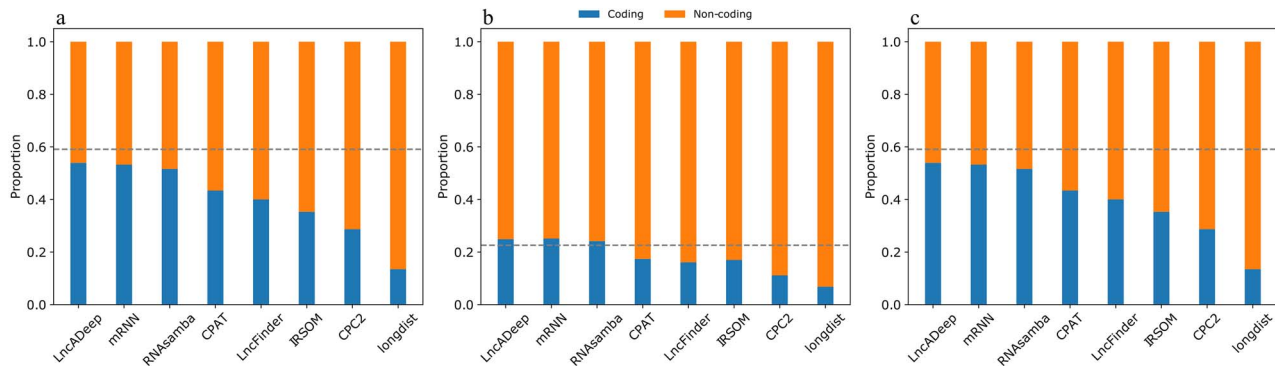 a
b
c
Coding Non-coding
1.0
0.8
0.6
0.4
0.2
0.0
Proportion
LncADeep
mRNN
RNAsamba
CPAT
LncFinder
IRSOM
CPC2
longdist
1.0
0.8
0.6
0.4
0.2
0.0
Proportion
LncADeep
mRNN
RNAsamba
CPAT
LncFinder
IRSOM
CPC2
longdist
1.0
0.8
0.6
0.4
0.2
0.0
Proportion
LncADeep
mRNN
RNAsamba
CPAT
LncFinder
IRSOM
CPC2
longdist